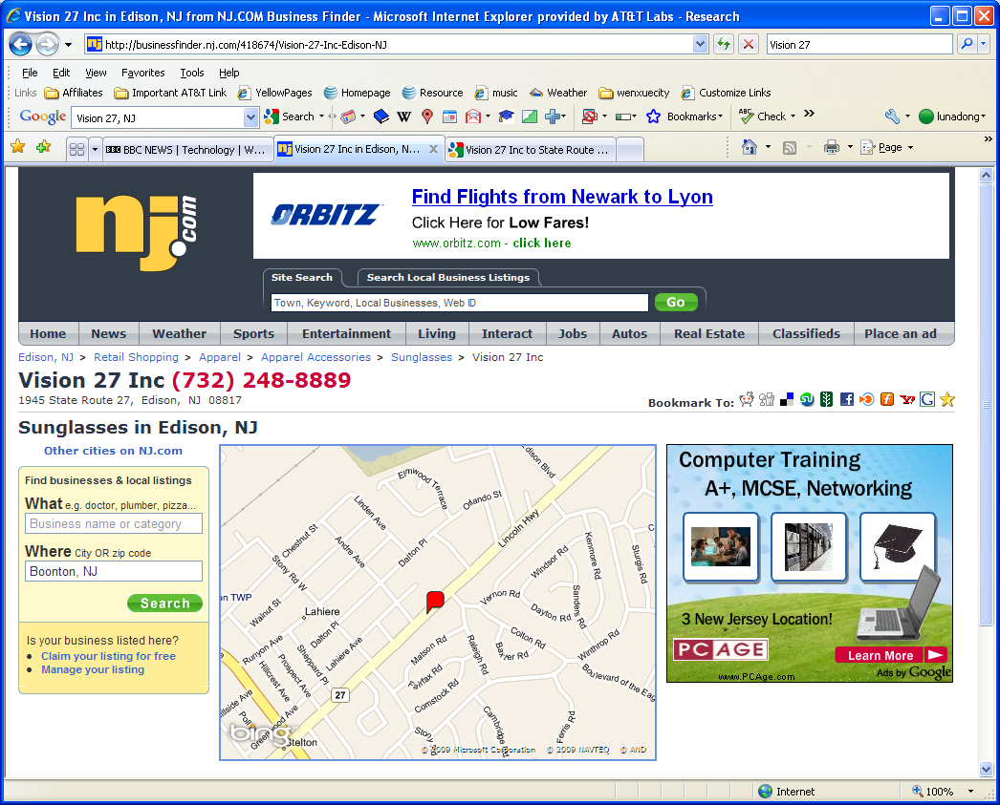 Vision 27 Inc in Edison, NJ from NJ.COM Business Finder - Microsoft Internet Explorer provided by AT&T Labs - Research
http://businessfinder.nj.com/418674/Vision-27-Inc-Edison-NJ
Vision 27
File Edit View Favorites Tools Help
Links Affiliates Important AT&T Link YellowPages Homepage Resource music Weather wenxuecity Customize Links
Google Vision 27, NJ Search W Bookmarks ABC Check lunadong
BBC NEWS | Technology | W... Vision 27 Inc in Edison, N... Vision 27 Inc to State Route ... Page
nj.com
ORBITZ
Find Flights from Newark to Lyon
Click Here for Low Fares!
www.orbitz.com - click here
Site Search Search Local Business Listings
Town, Keyword, Local Businesses, Web ID Go
Home News Weather Sports Entertainment Living Interact Jobs Autos Real Estate Classifieds Place an ad
Edison, NJ > Retail Shopping > Apparel > Apparel Accessories > Sunglasses > Vision 27 Inc
Vision 27 Inc (732) 248-8889
1945 State Route 27, Edison, NJ 08817
Bookmark To:
Sunglasses in Edison, NJ
Other cities on NJ.com
Find businesses & local listings
What e.g. doctor, plumber, pizza...
Business name or category
Where City OR zip code
Boonton, NJ
Search
Is your business listed here?
Claim your listing for free
Manage your listing
Edison Blvd
Elmwood Terrace
Orlando St
Linden Ave
Lincoln Hwy
Chestnut St
Andre Ave
Dalton Pl
Stony Rd W
Windsor Rd
Kenmore Rd
Sturgis Rd
on TWP
Walnut St
Lahiere
Vernon Rd
Sanders Rd
Dayton Rd
Dalton Pl
Runyon Ave
Sheppard Pl
Lahiere Ave
Matson Rd
Colton Rd
Winthrop Rd
Raleigh Rd
Prospect Ave
Hillcrest Ave
Fairfax Rd
Boulevard of the Eag
27
Comstock Rd
illside Ave
Cambridge Rd
Ferris Rd
bing
Stelton
© 2009 Microsoft Corporation © 2009 NAVTEQ © AND
Computer Training
A+, MCSE, Networking
3 New Jersey Location!
PC AGE
Learn More
www.PCAge.com
Ads by Google
Internet 100%